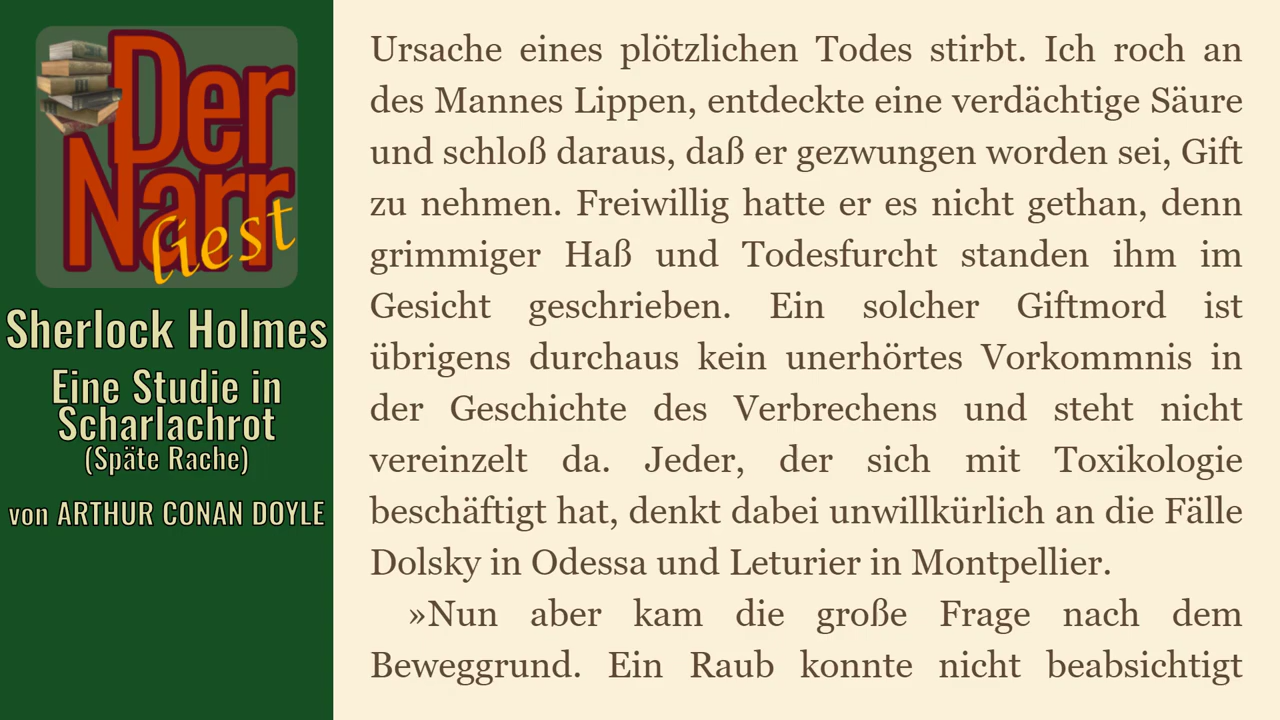 Der
Narr
liest
Sherlock Holmes
Eine Studie in
Scharlachrot
(Späte Rache)
von ARTHUR CONAN DOYLE
Ursache eines plötzlichen Todes stirbt. Ich roch an
des Mannes Lippen, entdeckte eine verdächtige Säure
und schloß daraus, daß er gezwungen worden sei, Gift
zu nehmen. Freiwillig hatte er es nicht gethan, denn
grimmiger Haß und Todesfurcht standen ihm im
Gesicht geschrieben. Ein solcher Giftmord ist
übrigens durchaus kein unerhörtes Vorkommnis in
der Geschichte des Verbrechens und steht nicht
vereinzelt da. Jeder, der sich mit Toxikologie
beschäftigt hat, denkt dabei unwillkürlich an die Fälle
Dolsky in Odessa und Leturier in Montpellier.
»Nun aber kam die große Frage nach dem
Beweggrund. Ein Raub konnte nicht beabsichtigt